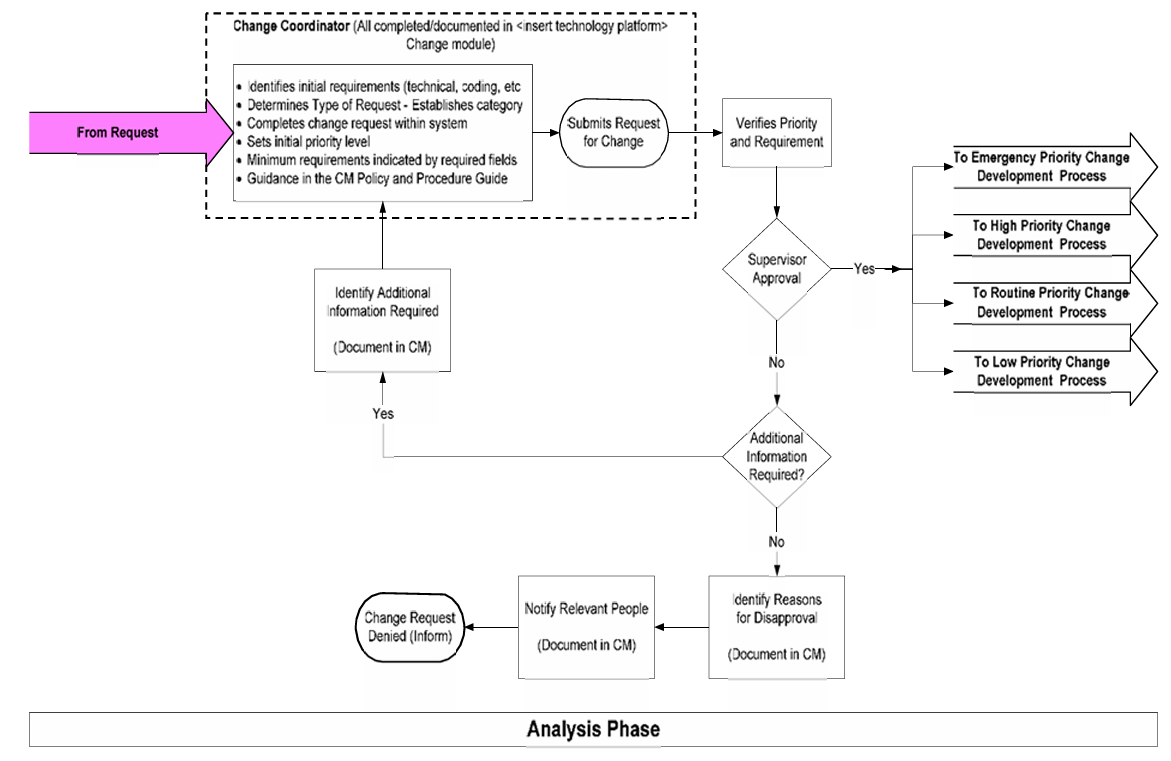 Change Coordinator (All completed/documented in <insert technology platform>
Change module)
From Request
• Identifies initial requirements (technical, coding, etc
• Determines Type of Request - Establishes category
• Completes change request within system
• Sets initial priority level
• Minimum requirements indicated by required fields
• Guidance in the CM Policy and Procedure Guide
Submits Request
for Change
Verifies Priority
and Requirement
To Emergency Priority Change
Development Process
To High Priority Change
Development Process
To Routine Priority Change
Development Process
To Low Priority Change
Development Process
Supervisor
Approval
Yes
No
Identify Additional
Information Required
(Document in CM)
Yes
Additional
Information
Required?
No
Identify Reasons
for Disapproval
(Document in CM)
Notify Relevant People
(Document in CM)
Change Request
Denied (Inform)
Analysis Phase